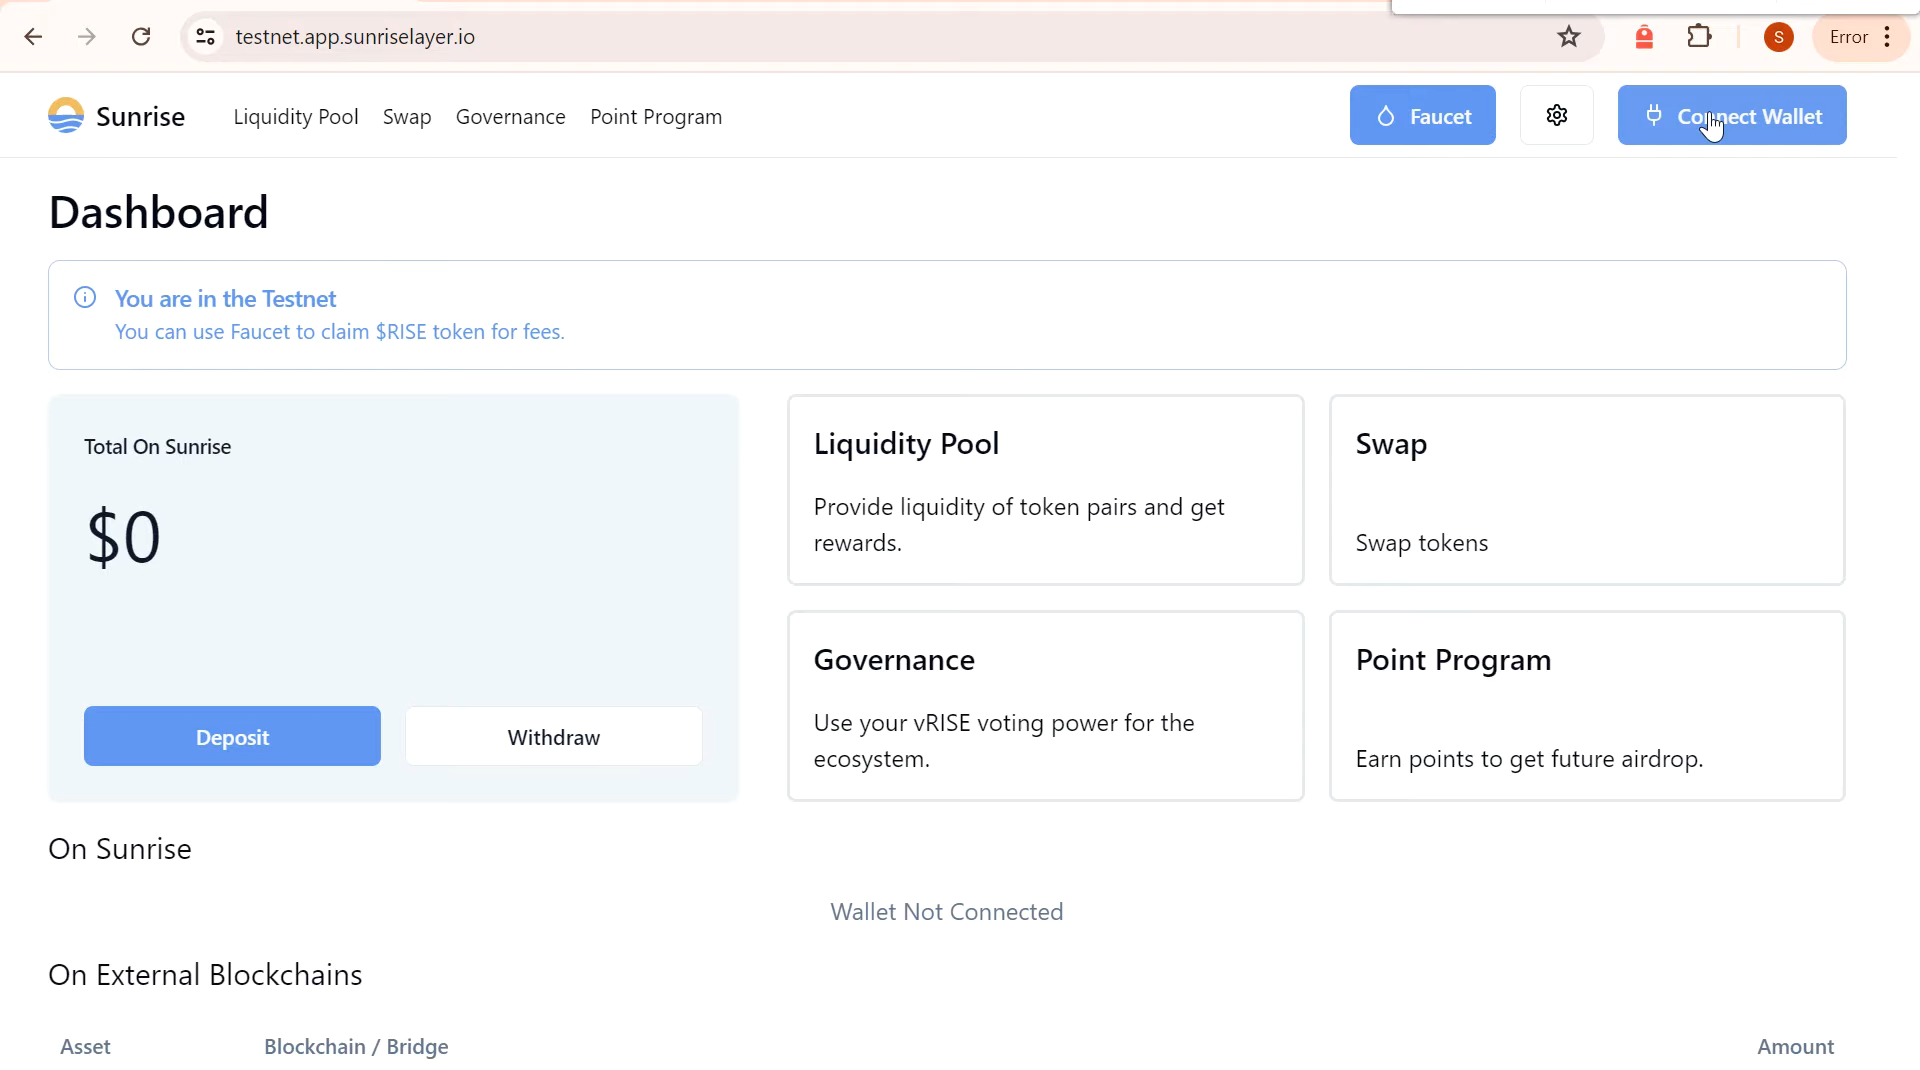 testnet.app.sunriselayer.io
S
Error
Sunrise
Liquidity Pool
Swap
Governance
Point Program
Faucet
Connect Wallet
Dashboard
You are in the Testnet
You can use Faucet to claim $RISE token for fees.
Total On Sunrise
$0
Deposit
Withdraw
Liquidity Pool
Provide liquidity of token pairs and get
rewards.
Swap
Swap tokens
Governance
Use your vRISE voting power for the
ecosystem.
Point Program
Earn points to get future airdrop.
On Sunrise
Wallet Not Connected
On External Blockchains
Asset
Blockchain / Bridge
Amount